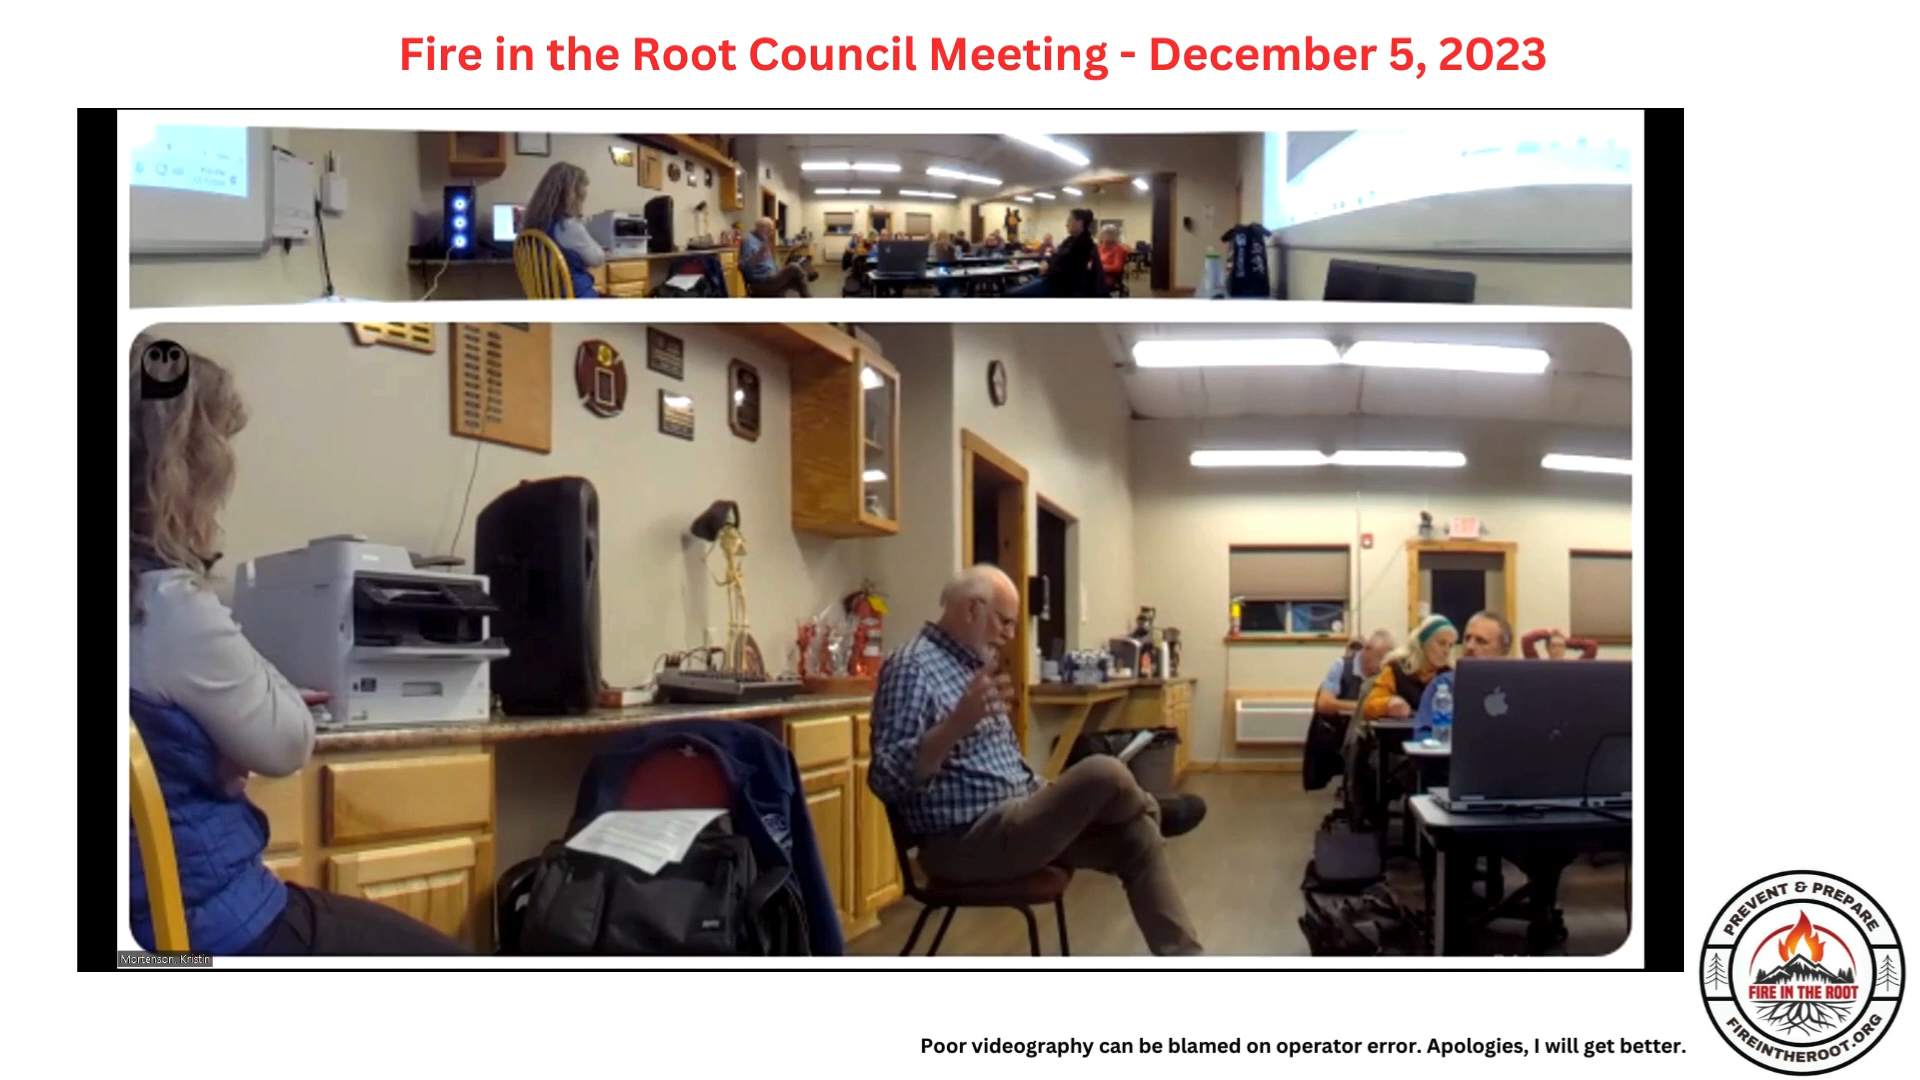 Fire in the Root Council Meeting - December 5, 2023
Mortenson, Kristin
PREVENT & PREPARE
FIRE IN THE ROOT
FIREINTHEROOT.ORG
Poor videography can be blamed on operator error. Apologies, I will get better.